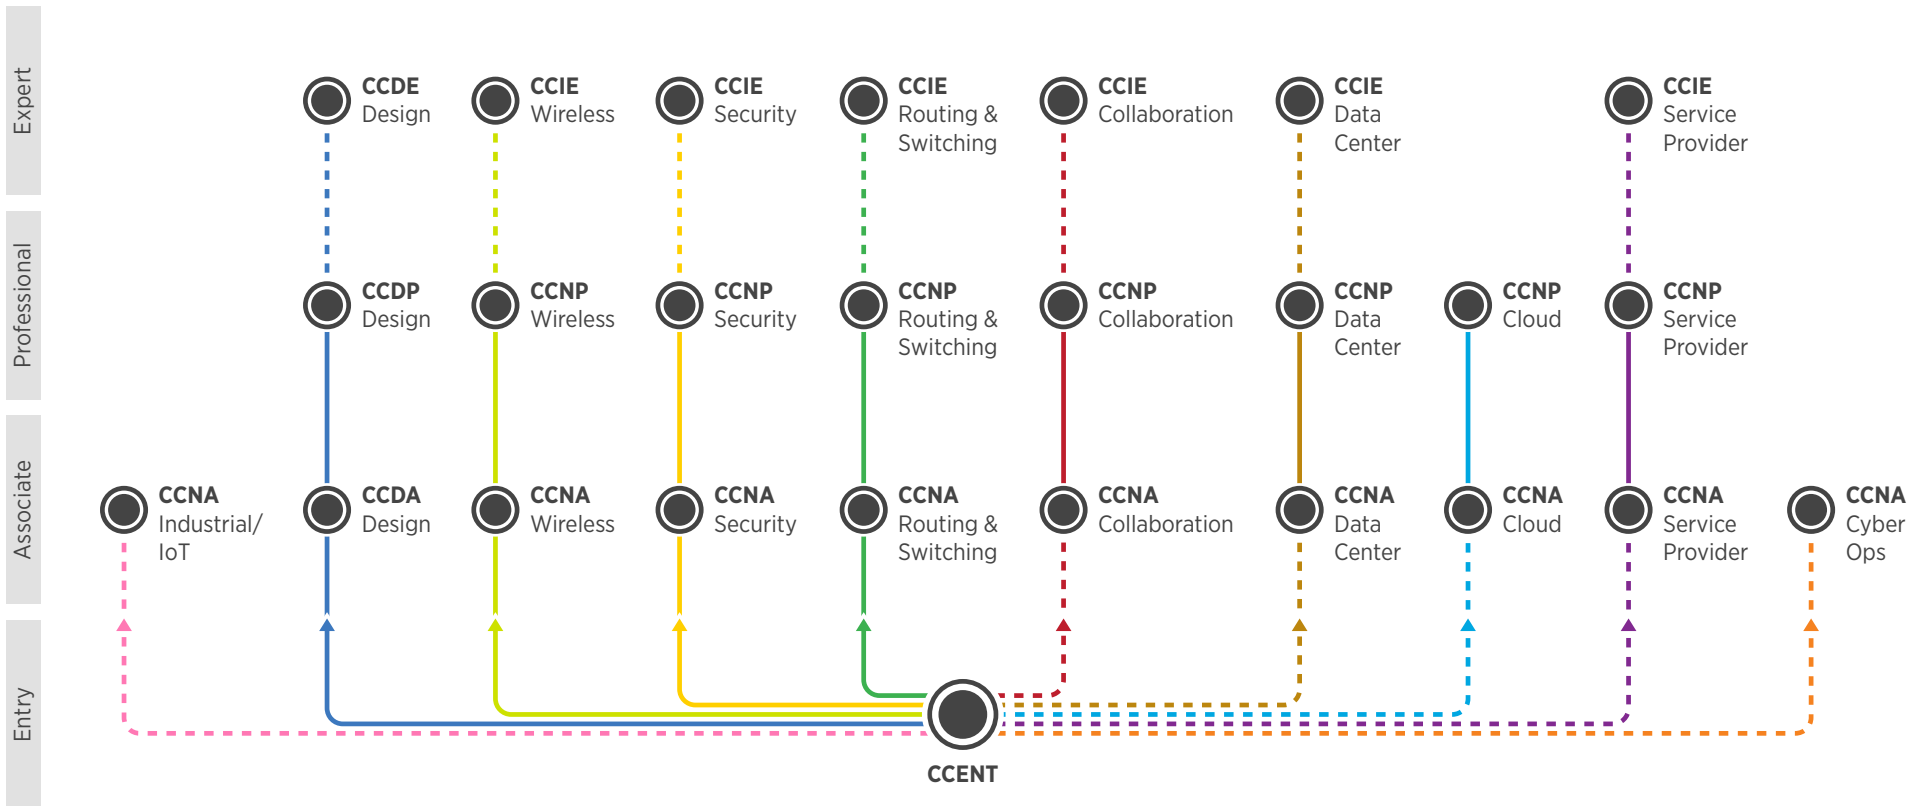 Expert
CCDE
Design
CCIE
Wireless
CCIE
Security
CCIE
Routing &
Switching
CCIE
Collaboration
CCIE
Data
Center
CCIE
Service
Provider
Professional
CCDP
Design
CCNP
Wireless
CCNP
Security
CCNP
Routing &
Switching
CCNP
Collaboration
CCNP
Data
Center
CCNP
Cloud
CCNP
Service
Provider
Associate
CCNA
Industrial/
IoT
CCDA
Design
CCNA
Wireless
CCNA
Security
CCNA
Routing &
Switching
CCNA
Collaboration
CCNA
Data
Center
CCNA
Cloud
CCNA
Service
Provider
CCNA
Cyber
Ops
Entry
CCENT